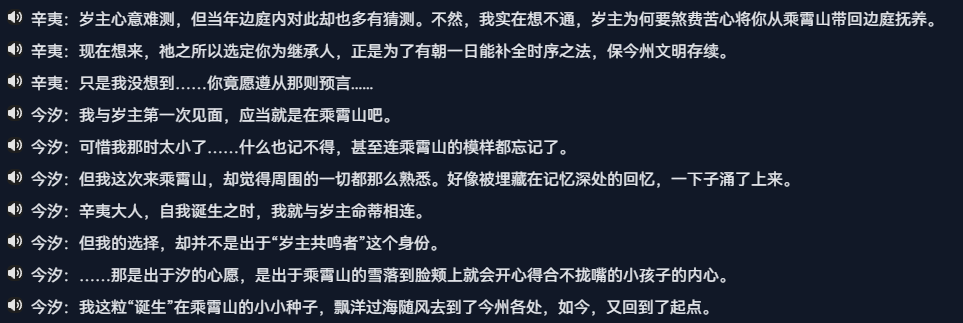 辛夷：岁主心意难测，但当年边庭内对此却也多有猜测。不然，我实在想不通，岁主为何要煞费苦心将你从乘霄山带回边庭抚养。
辛夷：现在想来，祂之所以选定你为继承人，正是为了有朝一日能补全时序之法，保今州文明存续。
辛夷：只是我没想到……你竟愿遵从那则预言......
今汐：我与岁主第一次见面，应当就是在乘霄山吧。
今汐：可惜我那时太小了……什么也记不得，甚至连乘霄山的模样都忘记了。
今汐：但我这次来乘霄山，却觉得周围的一切都那么熟悉。好像被埋藏在记忆深处的回忆，一下子涌了上来。
今汐：辛夷大人，自我诞生之时，我就与岁主命蒂相连。
今汐：但我的选择，却并不是出于“岁主共鸣者”这个身份。
今汐：……那是出于汐的心愿，是出于乘霄山的雪落到脸颊上就会开心得合不拢嘴的小孩子的内心。
今汐：我这粒“诞生”在乘霄山的小小种子，飘洋过海随风去到了今州各处，如今，又回到了起点。